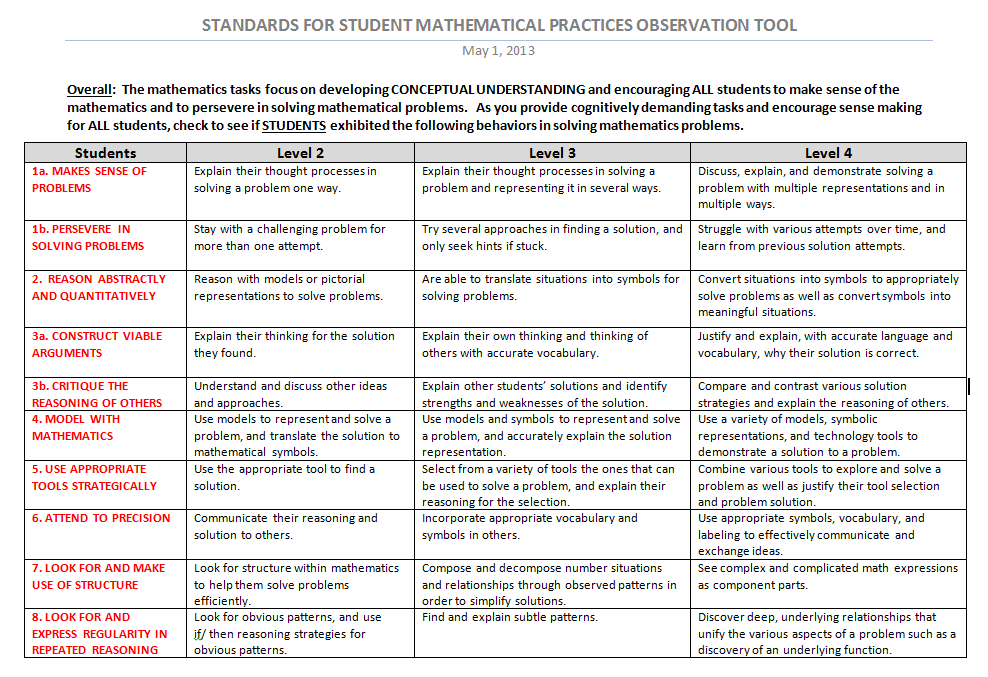 STANDARDS FOR STUDENT MATHEMATICAL PRACTICES OBSERVATION TOOL
May 1, 2013
Overall: The mathematics tasks focus on developing CONCEPTUAL UNDERSTANDING and encouraging ALL students to make sense of the
mathematics and to persevere in solving mathematical problems. As you provide cognitively demanding tasks and encourage sense making
for ALL students, check to see if STUDENTS exhibited the following behaviors in solving mathematics problems.
Students
Level 2
Level 3
Level 4
1a. MAKES SENSE OF
PROBLEMS
Explain their thought processes in
solving a problem one way.
Explain their thought processes in solving a
problem and representing it in several ways.
Discuss, explain, and demonstrate solving a
problem with multiple representations and in
multiple ways.
1b. PERSEVERE IN
SOLVING PROBLEMS
Stay with a challenging problem for
more than one attempt.
Try several approaches in finding a solution, and
only seek hints if stuck.
Struggle with various attempts over time, and
learn from previous solution attempts.
2. REASON ABSTRACTLY
AND QUANTITATIVELY
Reason with models or pictorial
representations to solve problems.
Are able to translate situations into symbols for
solving problems.
Convert situations into symbols to appropriately
solve problems as well as convert symbols into
meaningful situations.
3a. CONSTRUCT VIABLE
ARGUMENTS
Explain their thinking for the solution
they found.
Explain their own thinking and thinking of
others with accurate vocabulary.
Justify and explain, with accurate language and
vocabulary, why their solution is correct.
3b. CRITIQUE THE
REASONING OF OTHERS
Understand and discuss other ideas
and approaches.
Explain other students’ solutions and identify
strengths and weaknesses of the solution.
Compare and contrast various solution
strategies and explain the reasoning of others.
4. MODEL WITH
MATHEMATICS
Use models to represent and solve a
problem, and translate the solution to
mathematical symbols.
Use models and symbols to represent and solve
a problem, and accurately explain the solution
representation.
Use a variety of models, symbolic
representations, and technology tools to
demonstrate a solution to a problem.
5. USE APPROPRIATE
TOOLS STRATEGICALLY
Use the appropriate tool to find a
solution.
Select from a variety of tools the ones that can
be used to solve a problem, and explain their
reasoning for the selection.
Combine various tools to explore and solve a
problem as well as justify their tool selection
and problem solution.
6. ATTEND TO PRECISION
Communicate their reasoning and
solution to others.
Incorporate appropriate vocabulary and
symbols in others.
Use appropriate symbols, vocabulary, and
labeling to effectively communicate and
exchange ideas.
7. LOOK FOR AND MAKE
USE OF STRUCTURE
Look for structure within mathematics
to help them solve problems
efficiently.
Compose and decompose number situations
and relationships through observed patterns in
order to simplify solutions.
See complex and complicated math expressions
as component parts.
8. LOOK FOR AND
EXPRESS REGULARITY IN
REPEATED REASONING
Look for obvious patterns, and use
if/ then reasoning strategies for
obvious patterns.
Find and explain subtle patterns.
Discover deep, underlying relationships that
unify the various aspects of a problem such as a
discovery of an underlying function.